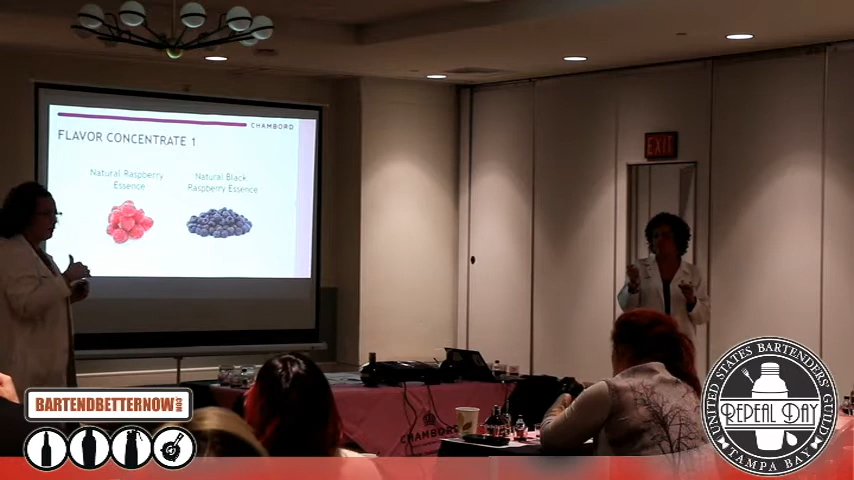 CHAMBORD
FLAVOR CONCENTRATE 1
Natural Raspberry
Essence
Natural Black
Raspberry Essence
EXIT
CHAMBORD
BARTENDBETTERNOW.COM
UNITED STATES BARTENDERS' GUILD
REPEAL DAY
TAMPA BAY